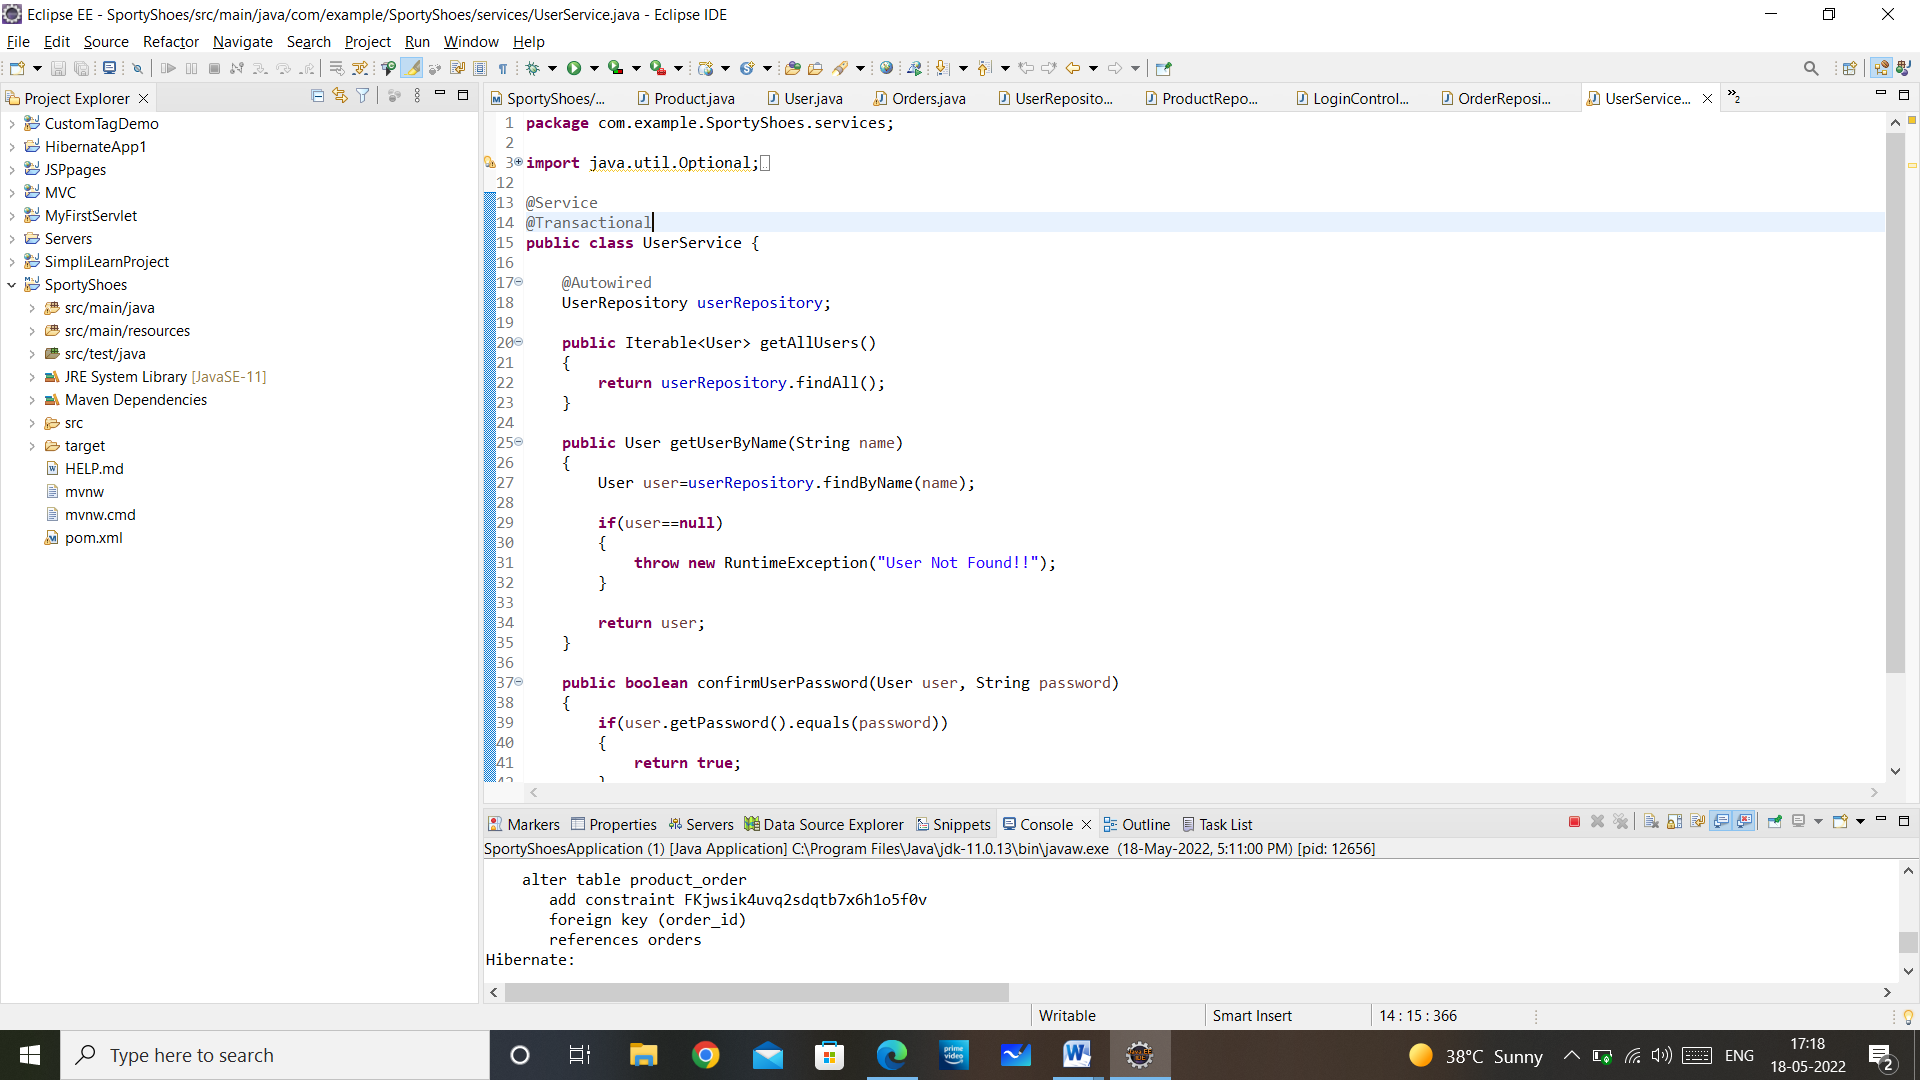 Eclipse EE - SportyShoes/src/main/java/com/example/SportyShoes/services/UserService.java - Eclipse IDE
File Edit Source Refactor Navigate Search Project Run Window Help
Project Explorer
CustomTagDemo
HibernateApp1
JSPpages
MVC
MyFirstServlet
Servers
SimpliLearnProject
SportyShoes
src/main/java
src/main/resources
src/test/java
JRE System Library [JavaSE-11]
Maven Dependencies
src
target
HELP.md
mvnw
mvnw.cmd
pom.xml
SportyShoes/... Product.java User.java Orders.java UserReposito... ProductRepo... LoginControl... OrderReposi... UserService... »2
1 package com.example.SportyShoes.services;
2
3 import java.util.Optional;
12
13 @Service
14 @Transactional
15 public class UserService {
16
17 @Autowired
18 UserRepository userRepository;
19
20 public Iterable<User> getAllUsers()
21 {
22 return userRepository.findAll();
23 }
24
25 public User getUserByName(String name)
26 {
27 User user=userRepository.findByName(name);
28
29 if(user==null)
30 {
31 throw new RuntimeException("User Not Found!!");
32 }
33
34 return user;
35 }
36
37 public boolean confirmUserPassword(User user, String password)
38 {
39 if(user.getPassword().equals(password))
40 {
41 return true;
42 }
Markers Properties Servers Data Source Explorer Snippets Console Outline Task List
SportyShoesApplication (1) [Java Application] C:\Program Files\Java\jdk-11.0.13\bin\javaw.exe (18-May-2022, 5:11:00 PM) [pid: 12656]
alter table product_order
add constraint FKjwsik4uvq2sdqtb7x6h1o5f0v
foreign key (order_id)
references orders
Hibernate:
Writable Smart Insert 14 : 15 : 366
Type here to search
prime video
38°C Sunny
ENG
17:18
18-05-2022
2